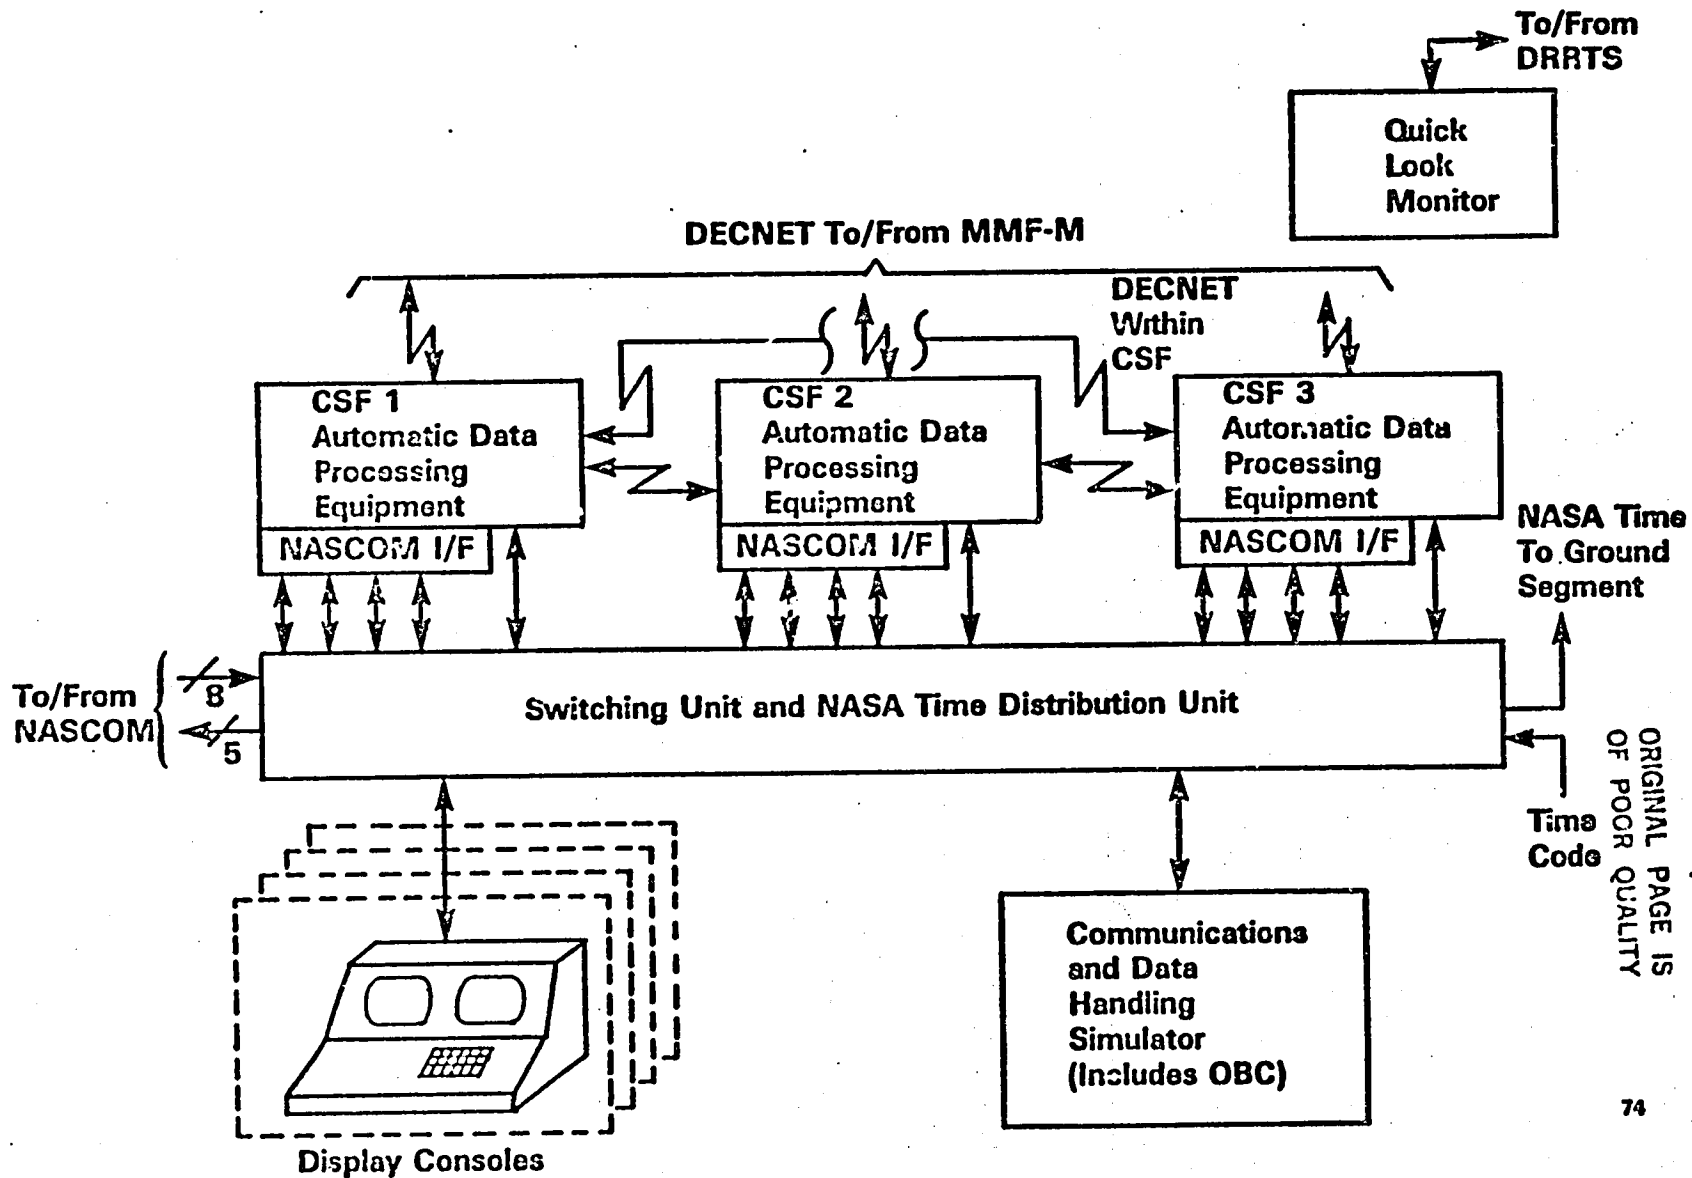 To/From
DRRTS
Quick
Look
Monitor
DECNET To/From MMF-M
DECNET
Within
CSF
CSF 1
Automatic Data
Processing
Equipment
NASCOM I/F
CSF 2
Automatic Data
Processing
Equipment
NASCOM I/F
CSF 3
Automatic Data
Processing
Equipment
NASCOM I/F
NASA Time
To Ground
Segment
To/From
NASCOM
8
5
Switching Unit and NASA Time Distribution Unit
Time
Code
ORIGINAL PAGE IS
OF POOR QUALITY
Communications
and Data
Handling
Simulator
(Includes OBC)
Display Consoles
74